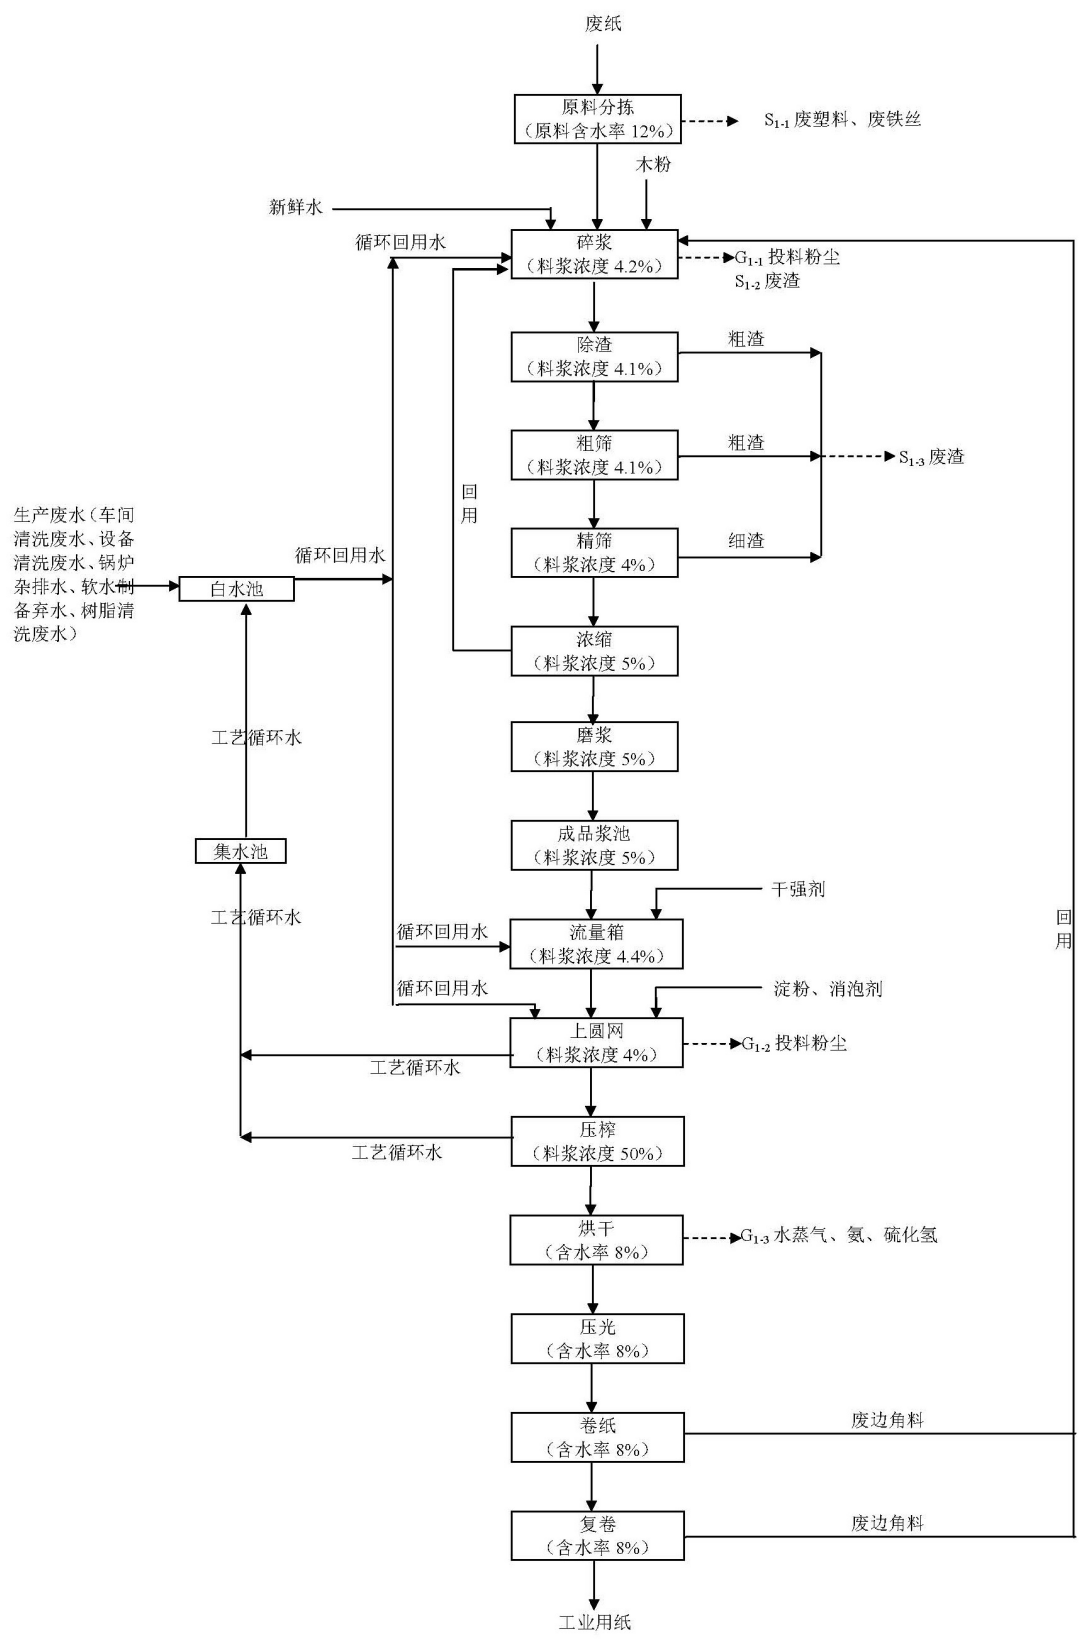 废纸
原料分拣
（原料含水率 12%）
S1-1 废塑料、废铁丝
木粉
新鲜水
循环回用水
碎浆
（料浆浓度 4.2%）
G1-1 投料粉尘
S1-2 废渣
除渣
（料浆浓度 4.1%）
粗渣
粗筛
（料浆浓度 4.1%）
粗渣
S1-3 废渣
回
用
精筛
（料浆浓度 4%）
细渣
生产废水（车间
清洗废水、设备
清洗废水、锅炉
杂排水、软水制
备弃水、树脂清
洗废水）
白水池
循环回用水
浓缩
（料浆浓度 5%）
工艺循环水
磨浆
（料浆浓度 5%）
集水池
成品浆池
（料浆浓度 5%）
干强剂
工艺循环水
循环回用水
流量箱
（料浆浓度 4.4%）
回
用
循环回用水
淀粉、消泡剂
上圆网
（料浆浓度 4%）
G1-2 投料粉尘
工艺循环水
压榨
（料浆浓度 50%）
工艺循环水
烘干
（含水率 8%）
G1-3 水蒸气、氨、硫化氢
压光
（含水率 8%）
卷纸
（含水率 8%）
废边角料
复卷
（含水率 8%）
废边角料
工业用纸